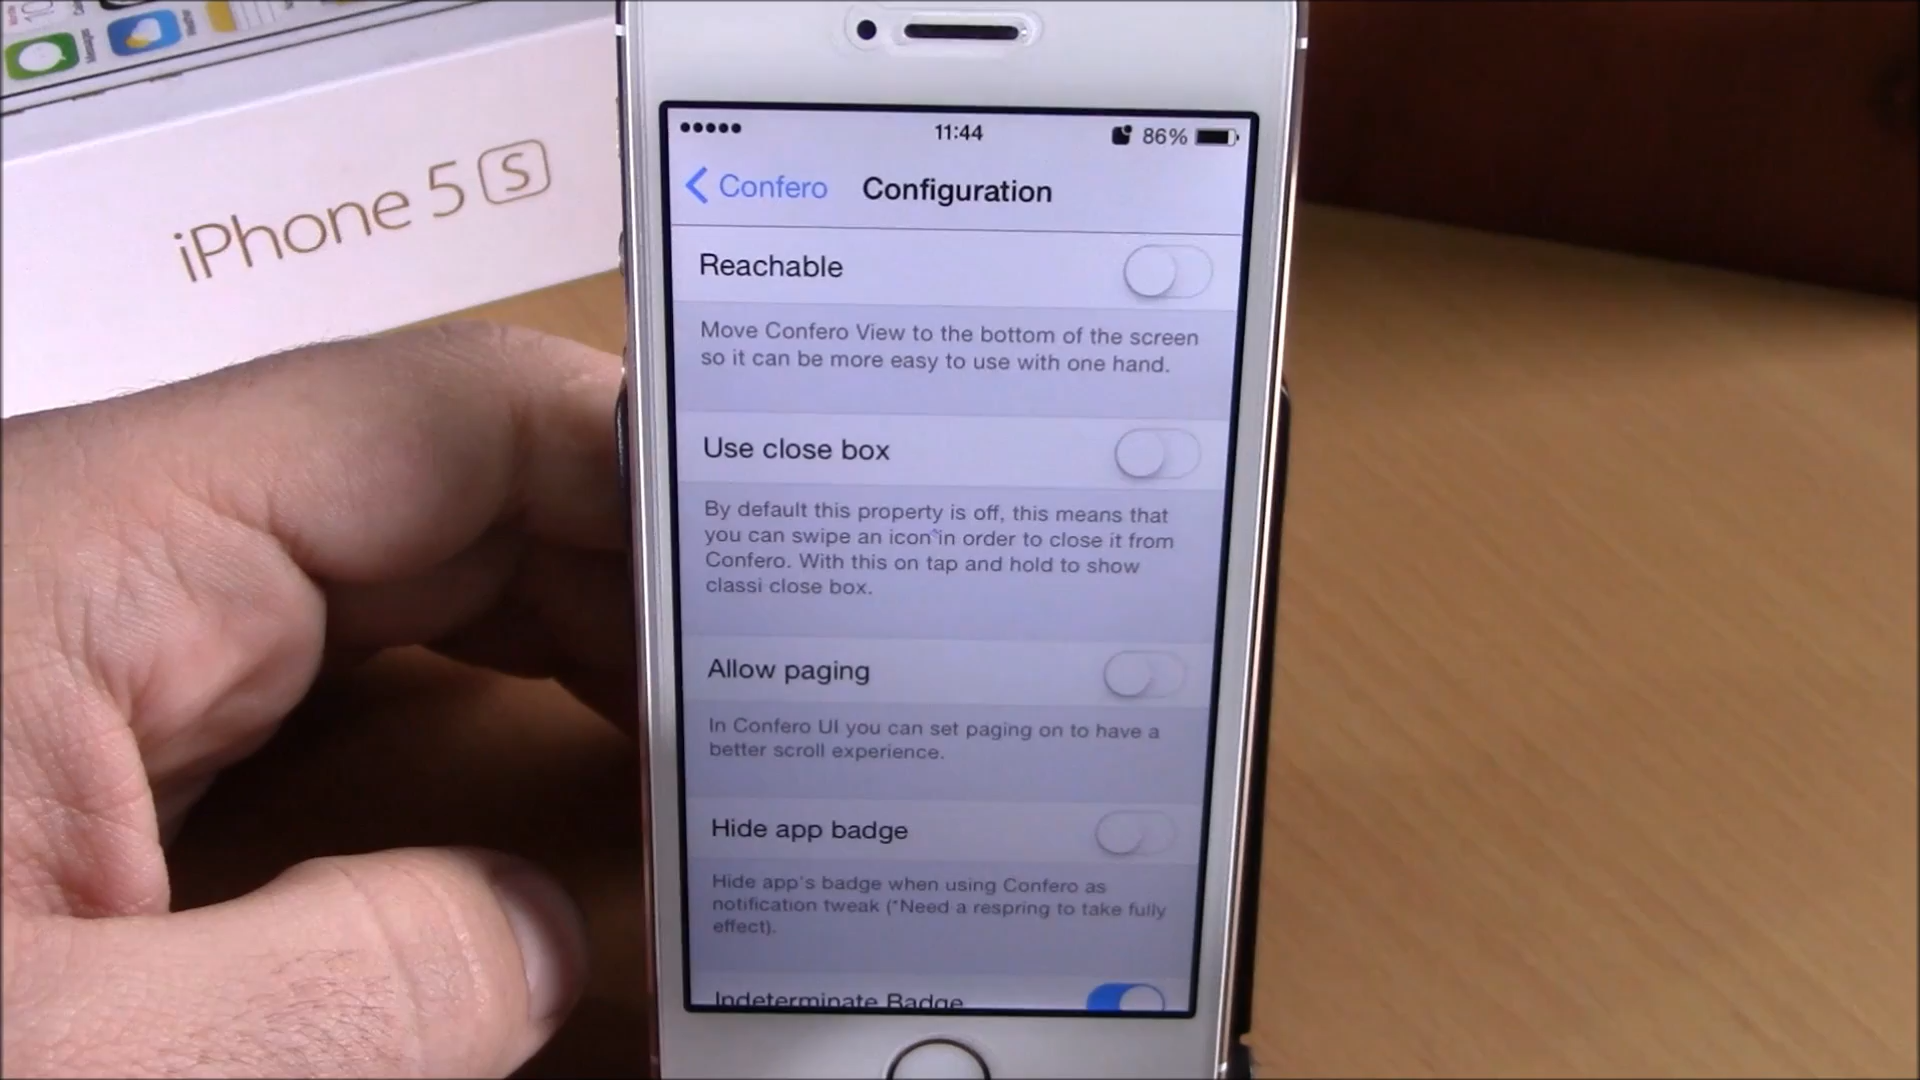 Messages
iPhone 5 S
11:44
86%
Confero
Configuration
Reachable
Move Confero View to the bottom of the screen
so it can be more easy to use with one hand.
Use close box
By default this property is off, this means that
you can swipe an icon in order to close it from
Confero. With this on tap and hold to show
classi close box.
Allow paging
In Confero UI you can set paging on to have a
better scroll experience.
Hide app badge
Hide app's badge when using Confero as
notification tweak (*Need a respring to take fully
effect).
Indeterminate Badge